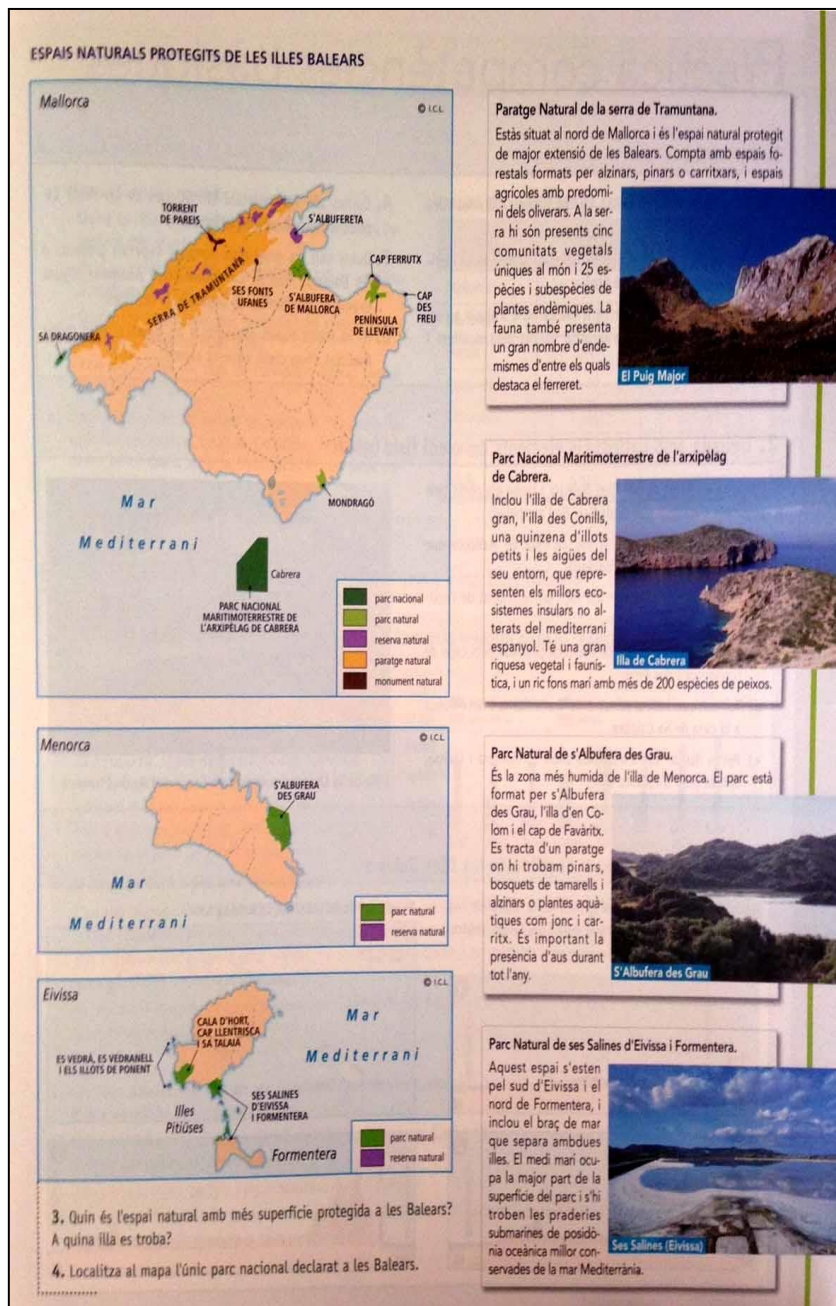 ESPAIS NATURALS PROTEGITS DE LES ILLES BALEARS
Mallorca
© I.C.L.
TORRENT
DE PAREIS
S'ALBUFERETA
CAP FERRUTX
SERRA DE TRAMUNTANA
SES FONTS
UFANES
S'ALBUFERA
DE MALLORCA
CAP
DES
FREU
PENÍNSULA
DE LLEVANT
SA DRAGONERA
MONDRAGÓ
Mar
Mediterrani
Cabrera
PARC NACIONAL
MARITIMOTERRESTRE DE
L'ARXIPÈLAG DE CABRERA
parc nacional
parc natural
reserva natural
paratge natural
monument natural
Menorca
© I.C.L.
S'ALBUFERA
DES GRAU
Mar
Mediterrani
parc natural
reserva natural
Eivissa
© I.C.L.
CALA D'HORT,
CAP LLENTRISCA
I SA TALAIA
Mar
Mediterrani
ES VEDRÀ, ES VEDRANELL
I ELS ILLOTS DE PONENT
SES SALINES
D'EIVISSA
I FORMENTERA
Illes
Pitiüses
Formentera
parc natural
reserva natural
3. Quin és l'espai natural amb més superfície protegida a les Balears?
A quina illa es troba?
4. Localitza al mapa l'únic parc nacional declarat a les Balears.
Paratge Natural de la serra de Tramuntana.
Estàs situat al nord de Mallorca i és l'espai natural protegit
de major extensió de les Balears. Compta amb espais fo-
restals formats per alzinars, pinars o carritxars, i espais
agrícoles amb predomi-
ni dels oliverars. A la ser-
ra hi són presents cinc
comunitats vegetals
úniques al món i 25 es-
pècies i subespècies de
plantes endèmiques. La
fauna també presenta
un gran nombre d'ende-
mismes d'entre els quals
destaca el ferreret.
El Puig Major
Parc Nacional Maritimoterrestre de l'arxipèlag
de Cabrera.
Inclou l'illa de Cabrera
gran, l'illa des Conills,
una quinzena d'illots
petits i les aigües del
seu entorn, que repre-
senten els millors eco-
sistemes insulars no al-
terats del mediterrani
espanyol. Té una gran
riquesa vegetal i faunís-
tica, i un ric fons marí amb més de 200 espècies de peixos.
Illa de Cabrera
Parc Natural de s'Albufera des Grau.
És la zona més humida de l'illa de Menorca. El parc està
format per s'Albufera
des Grau, l'illa d'en Co-
lom i el cap de Favàritx.
Es tracta d'un paratge
on hi trobam pinars,
bosquets de tamarells i
alzinars o plantes aquà-
tiques com jonc i car-
ritx. És important la
presència d'aus durant
tot l'any.
S'Albufera des Grau
Parc Natural de ses Salines d'Eivissa i Formentera.
Aquest espai s'esten
pel sud d'Eivissa i el
nord de Formentera, i
inclou el braç de mar
que separa ambdues
illes. El medi marí ocu-
pa la major part de la
superfície del parc i s'hi
troben les praderies
submarines de posidò-
nia oceànica millor con-
servades de la mar Mediterrània.
Ses Salines (Eivissa)